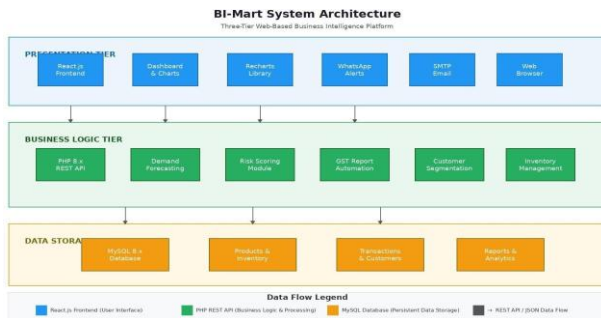 BI-Mart System Architecture
Three-Tier Web-Based Business Intelligence Platform
PRESENTATION TIER
React.js
Frontend
Dashboard
& Charts
Recharts
Library
WhatsApp
Alerts
SMTP
Email
Web
Browser
BUSINESS LOGIC TIER
PHP 8.x
REST API
Demand
Forecasting
Risk Scoring
Module
GST Report
Automation
Customer
Segmentation
Inventory
Management
DATA STORA
MySQL 8.x
Database
Products &
Inventory
Transactions
& Customers
Reports &
Analytics
Data Flow Legend
React.js Frontend (User Interface)
PHP REST API (Business Logic & Processing)
MySQL Database (Persistent Data Storage)
→ REST API / JSON Data Flow